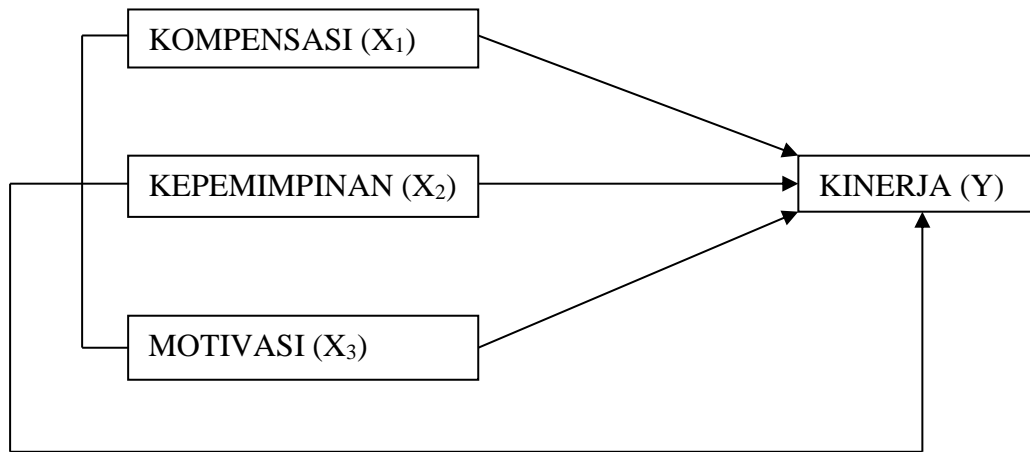 KOMPENSASI (X₁)
KEPEMIMPINAN (X₂)
KINERJA (Y)
MOTIVASI (X₃)